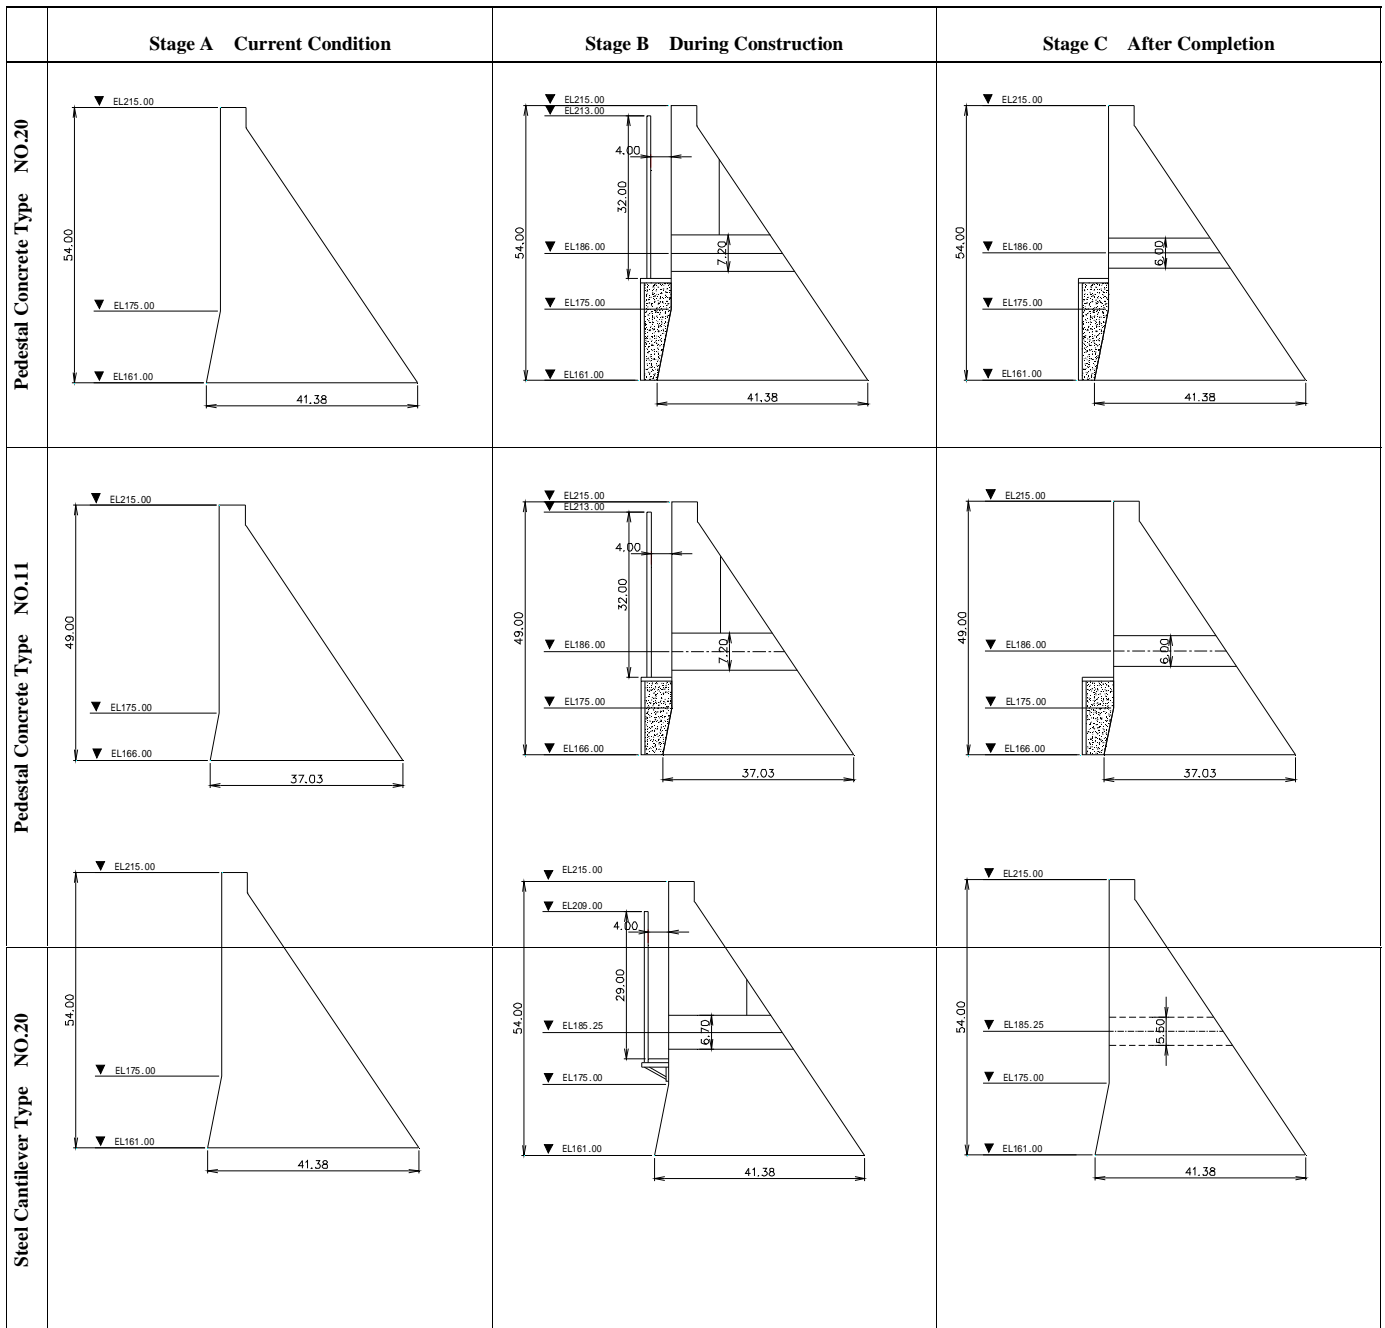 Stage A Current Condition
Stage B During Construction
Stage C After Completion
Pedestal Concrete Type NO.20
EL215.00
54.00
EL175.00
EL161.00
41.38
EL215.00
EL213.00
4.00
32.00
54.00
EL186.00
7.20
EL175.00
EL161.00
41.38
EL215.00
54.00
EL186.00
6.00
EL175.00
EL161.00
41.38
Pedestal Concrete Type NO.11
EL215.00
49.00
EL175.00
EL166.00
37.03
EL215.00
EL213.00
4.00
32.00
49.00
EL186.00
7.20
EL175.00
EL166.00
37.03
EL215.00
49.00
EL186.00
6.00
EL175.00
EL166.00
37.03
Steel Cantilever Type NO.20
EL215.00
54.00
EL175.00
EL161.00
41.38
EL215.00
EL209.00
4.00
29.00
54.00
EL185.25
6.70
EL175.00
EL161.00
41.38
EL215.00
54.00
EL185.25
5.50
EL175.00
EL161.00
41.38